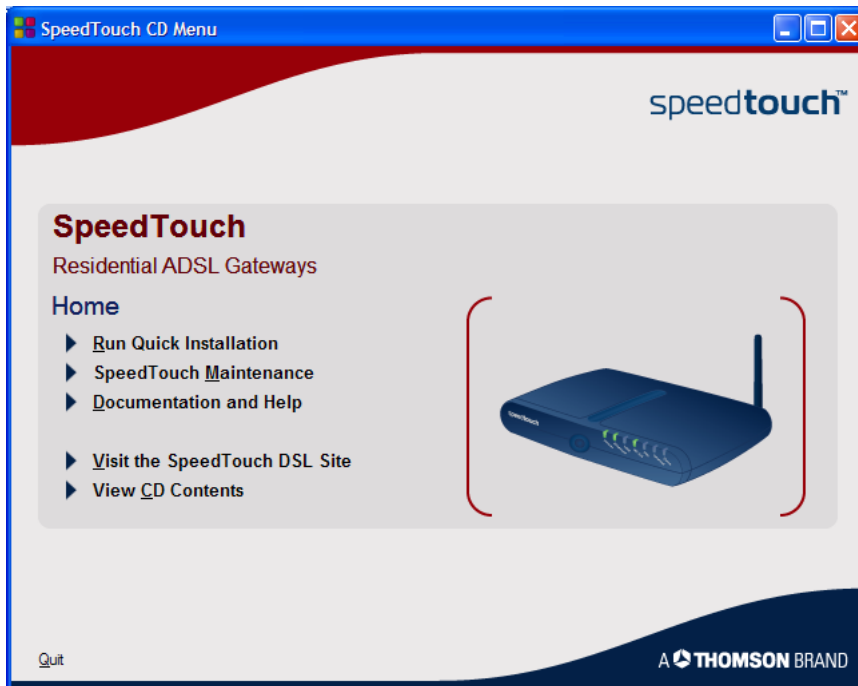 SpeedTouch CD Menu
speedtouch™
SpeedTouch
Residential ADSL Gateways
Home
Run Quick Installation
SpeedTouch Maintenance
Documentation and Help
Visit the SpeedTouch DSL Site
View CD Contents
speedtouch
Quit
A THOMSON BRAND